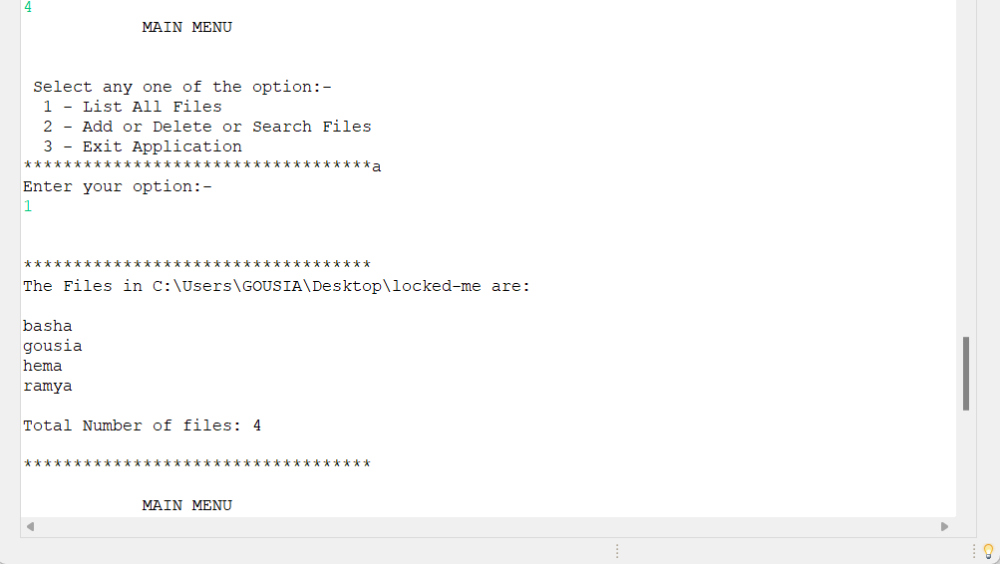 4
MAIN MENU
Select any one of the option:-
1 - List All Files
2 - Add or Delete or Search Files
3 - Exit Application
***********************************a
Enter your option:-
1
***********************************
The Files in C:\Users\GOUSIA\Desktop\locked-me are:
basha
gousia
hema
ramya
Total Number of files: 4
***********************************
MAIN MENU